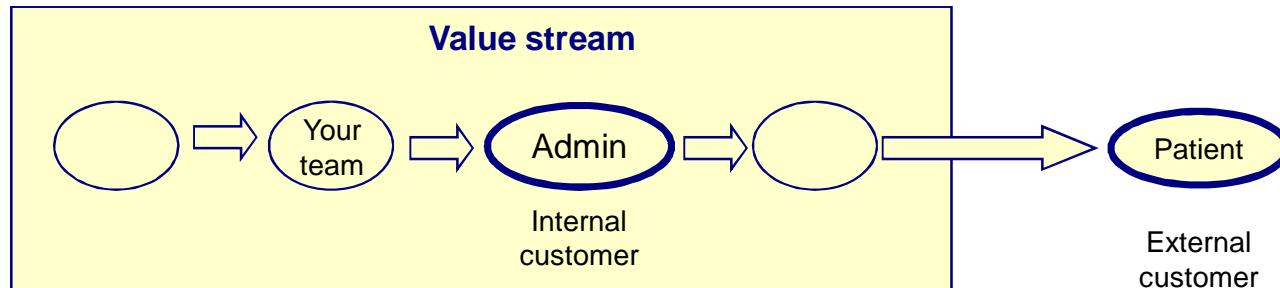 Value stream
Your
team
Admin
Patient
Internal
customer
External
customer